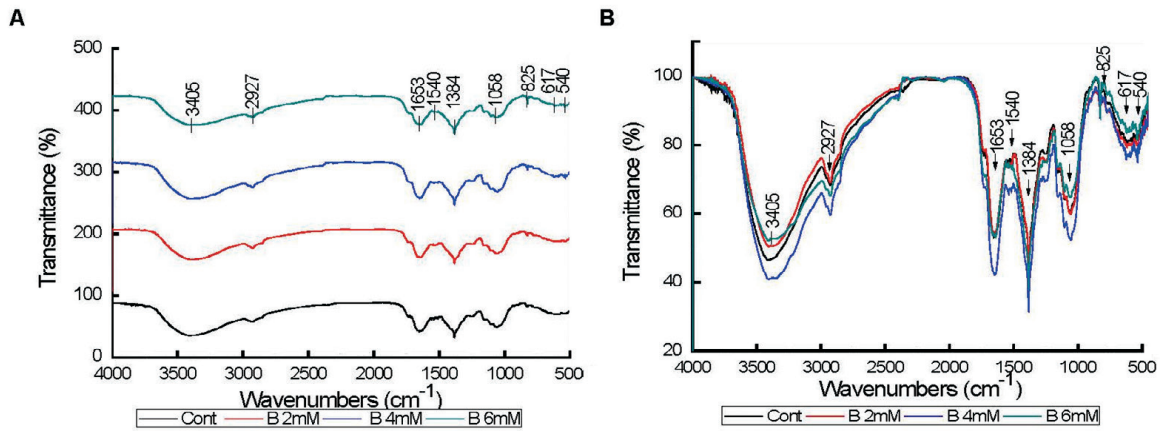 A
500
400
300
200
100
0
Transmittance (%)
3405
2927
1653
1540
1384
1058
825
617
540
4000 3500 3000 2500 2000 1500 1000 500
Wavenumbers (cm⁻¹)
Cont B 2mM B 4mM B 6mM
B
100
80
60
40
20
Transmittance (%)
3405
2927
1653
1540
1384
1058
825
617
540
4000 3500 3000 2500 2000 1500 1000 500
Wavenumbers (cm⁻¹)
Cont B 2mM B 4mM B 6mM